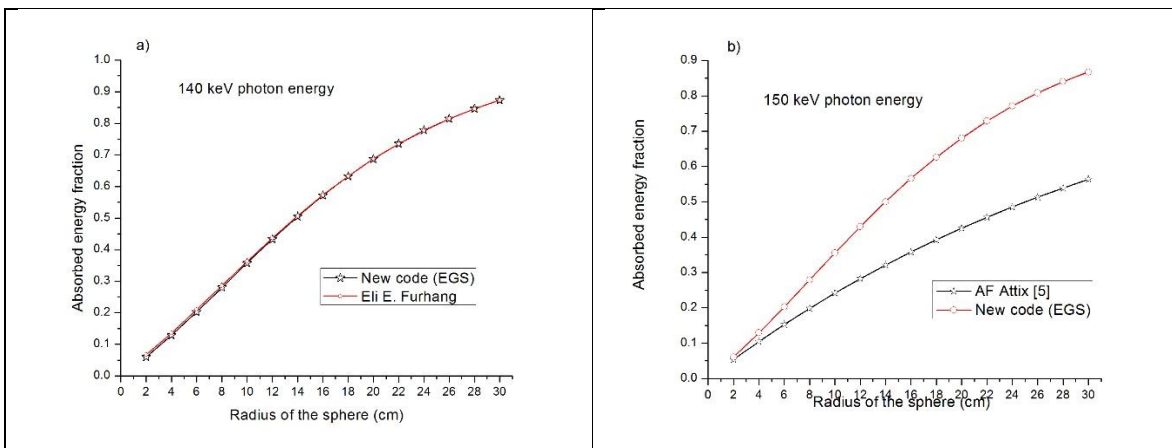 a)
140 keV photon energy
Absorbed energy fraction
1.0
0.9
0.8
0.7
0.6
0.5
0.4
0.3
0.2
0.1
0.0
New code (EGS)
Eli E. Furhang
0 2 4 6 8 10 12 14 16 18 20 22 24 26 28 30
Radius of the sphere (cm)
b)
150 keV photon energy
Absorbed energy fraction
0.9
0.8
0.7
0.6
0.5
0.4
0.3
0.2
0.1
0.0
AF Attix [5]
New code (EGS)
0 2 4 6 8 10 12 14 16 18 20 22 24 26 28 30
Radius of the sphere (cm)